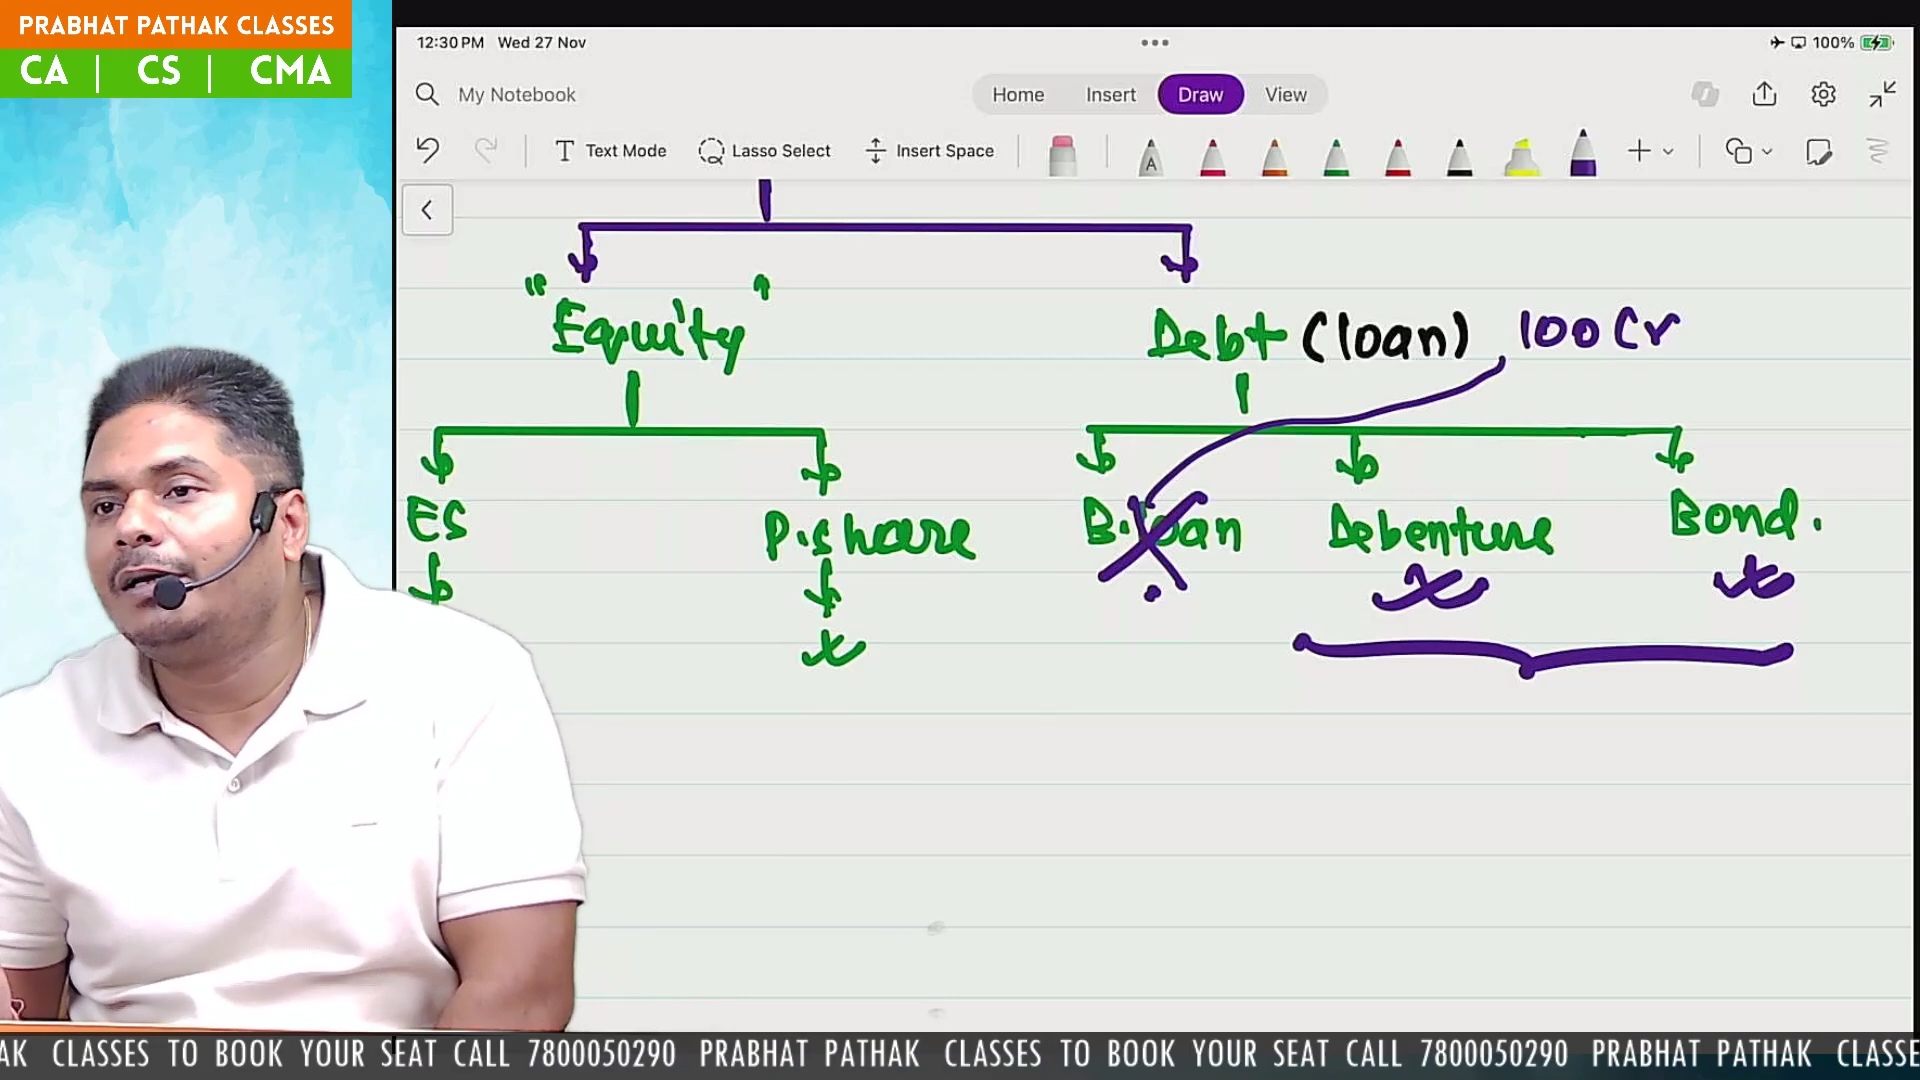 PRABHAT PATHAK CLASSES
CA | CS | CMA
12:30 PM Wed 27 Nov
100%
My Notebook
Home Insert Draw View
Text Mode Lasso Select Insert Space
A
"Equity"
Debt (loan) 100 Cr
ES P. share B. loan Debenture Bond.
AK CLASSES TO BOOK YOUR SEAT CALL 7800050290 PRABHAT PATHAK CLASSES TO BOOK YOUR SEAT CALL 7800050290 PRABHAT PATHAK CLASSE